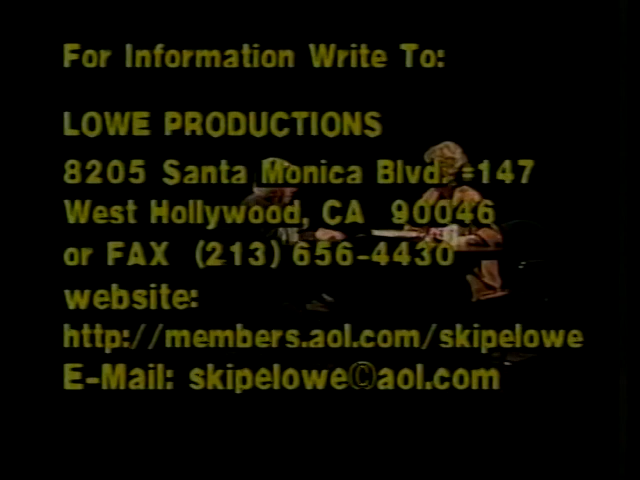 For Information Write To:
LOWE PRODUCTIONS
8205 Santa Monica Blvd. #147
West Hollywood, CA 90046
or FAX (213) 656-4430
website:
http://members.aol.com/skipelowe
E-Mail: skipelowe©aol.com